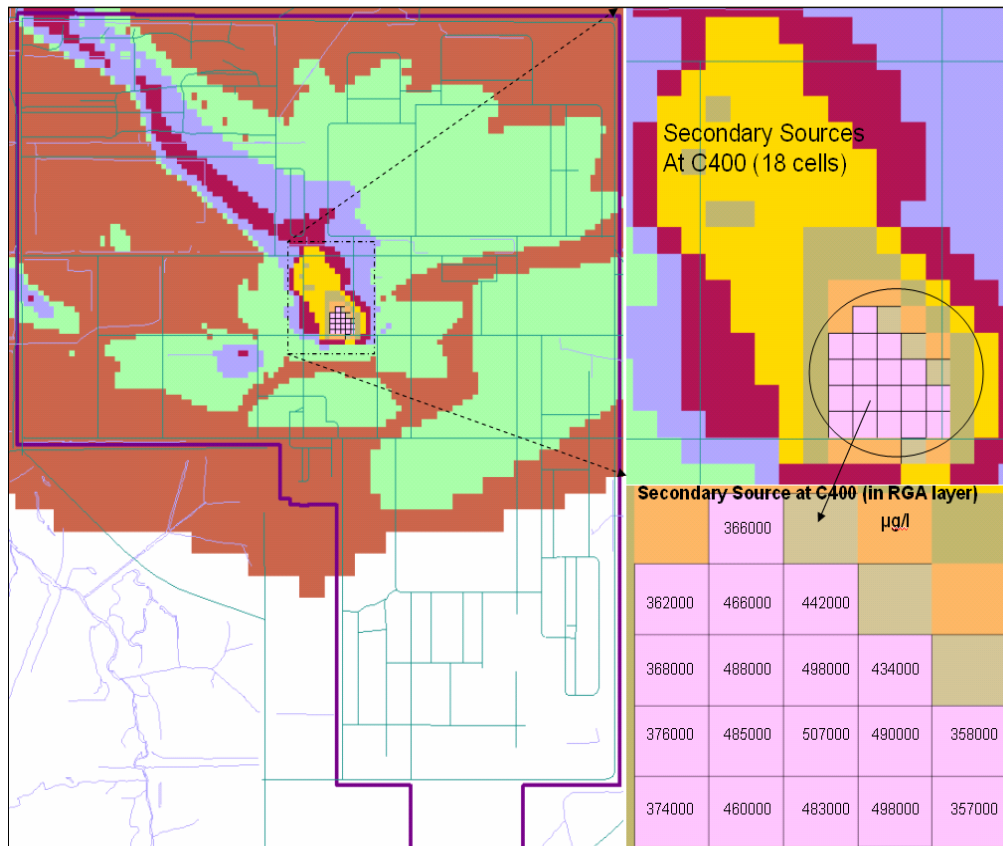 Secondary Sources
At C400 (18 cells)
Secondary Source at C400 (in RGA layer)
µg/l
366000
362000 466000 442000
368000 488000 498000 434000
376000 485000 507000 490000 358000
374000 460000 483000 498000 357000